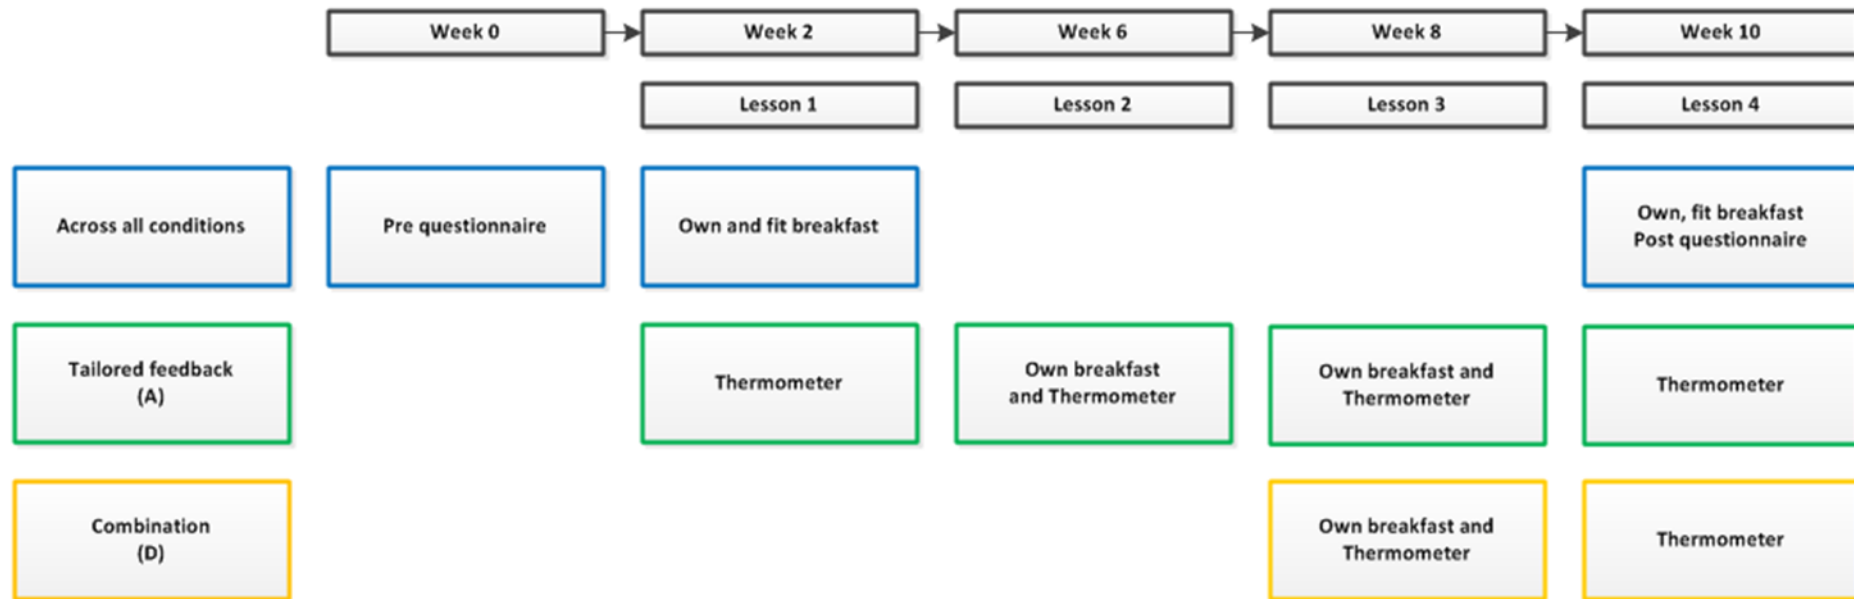 Week 0
Week 2
Week 6
Week 8
Week 10
Lesson 1
Lesson 2
Lesson 3
Lesson 4
Across all conditions
Pre questionnaire
Own and fit breakfast
Own, fit breakfast
Post questionnaire
Tailored feedback
(A)
Thermometer
Own breakfast
and Thermometer
Own breakfast and
Thermometer
Thermometer
Combination
(D)
Own breakfast and
Thermometer
Thermometer